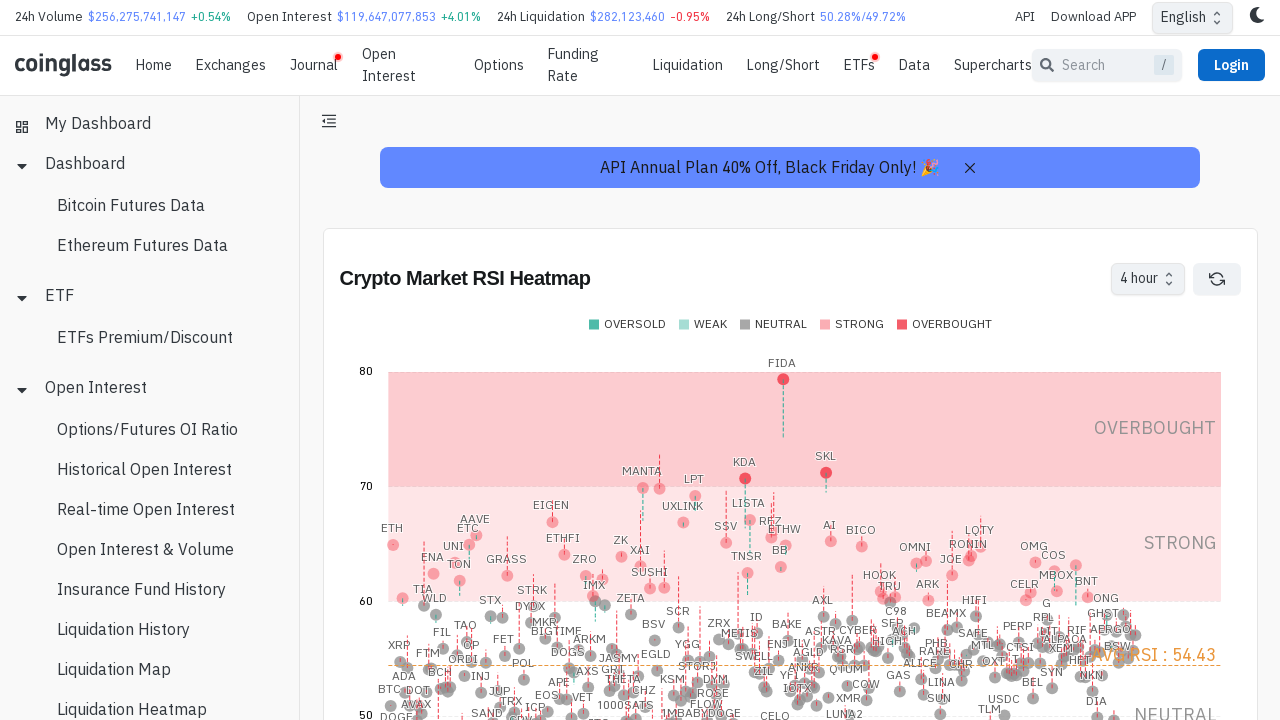 24h Volume $256,275,741,147 +0.54% Open Interest $119,647,077,853 +4.01% 24h Liquidation $282,123,460 -0.95% 24h Long/Short 50.28%/49.72% API Download APP English
coinglass Home Exchanges Journal Open Interest Options Funding Rate Liquidation Long/Short ETFs Data Supercharts Search / Login
My Dashboard
Dashboard
Bitcoin Futures Data
Ethereum Futures Data
ETF
ETFs Premium/Discount
Open Interest
Options/Futures OI Ratio
Historical Open Interest
Real-time Open Interest
Open Interest & Volume
Insurance Fund History
Liquidation History
Liquidation Map
Liquidation Heatmap
API Annual Plan 40% Off, Black Friday Only! 🎉
Crypto Market RSI Heatmap
4 hour
OVERSOLD WEAK NEUTRAL STRONG OVERBOUGHT
FIDA
80
OVERBOUGHT
SKL
KDA
MANTA
LPT
70
EIGEN
UXLINK
LISTA
AAVE
ETH
ETC
SSV
ETHW
AI
BICO
LQTY
ETHFI
ZK
STRONG
UNI
XAI
BB
OMNI
RONIN
OMG
ENA
GRASS
ZRO
TNSR
JOE
COS
TON
SUSHI
HOOK
MBOX
BNT
TIA
STRK
IMX
ARK
CELR
WLD
STX
ZETA
AXL
HIFI
ONG
60
DYDX
SCR
C98
BEAMX
G
GHST
MKR
BSV
ZRX
ID
BAKE
SFP
PERP
FIL
TAO
BIGTIME
METIS
ASTR
CYBER
ACH
SAFE
RIF
AERGO
XRP
FET
ARKM
YGG
ENJ
ILV
KAVA
HIGH
PHB
MTL
CTSI
BSW
FTM
ORDI
DOGS
JASMY
EGLD
SWELL
AGLD
RARE
XEM
AVG RSI : 54.43
POL
STORJ
ALICE
CHR
OXT
HFT
ADA
BCH
INJ
AXS
THETA
KSM
DYM
ZIL
YFI
QTUM
GAS
LINA
SYN
NKN
BTC
DOT
JUP
APE
CHZ
ROSE
IOTX
COW
BEL
AVAX
TRX
EOS
VET
1000SATS
FLOW
XMR
SUN
USDC
DIA
DOGE
SAND
ICP
1MBABYDOGE
CELO
LUNA2
TLM
50
NEUTRAL